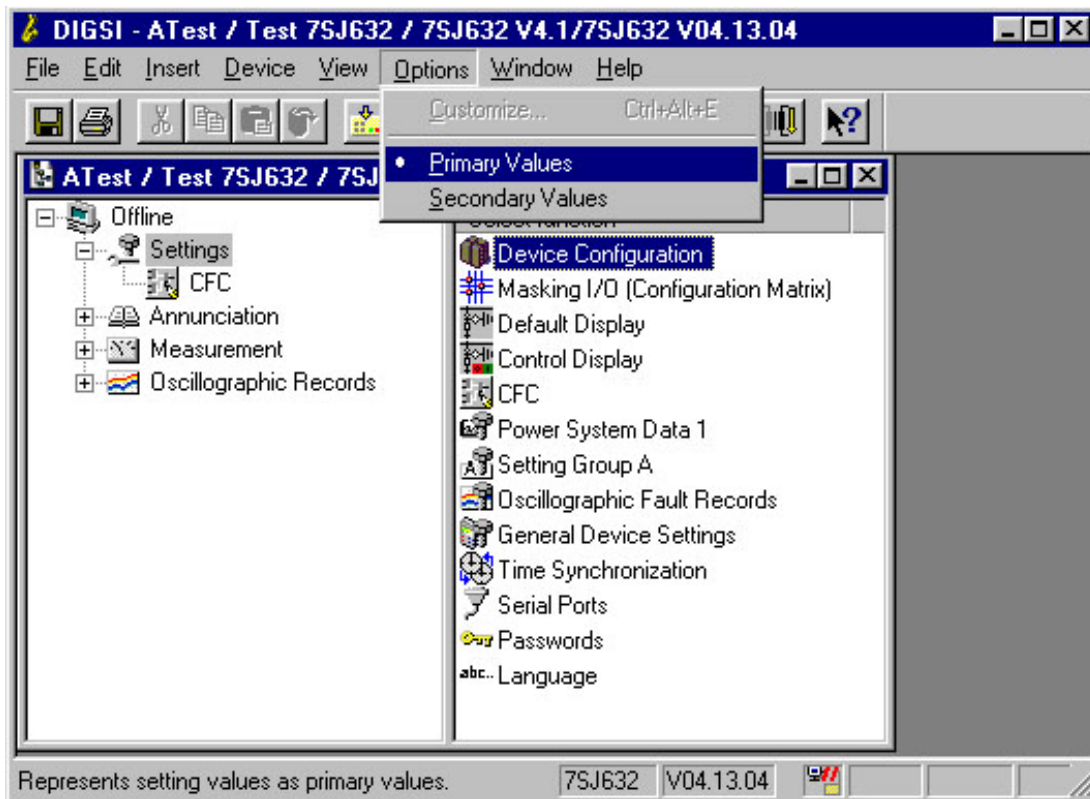 DIGSI - ATest / Test 7SJ632 / 7SJ632 V4.1/7SJ632 V04.13.04
File Edit Insert Device View Options Window Help
Customize... Ctrl+Alt+E
Primary Values
Secondary Values
ATest / Test 7SJ632 / 7SJ
Offline
Settings
CFC
Annunciation
Measurement
Oscillographic Records
Select function
Device Configuration
Masking I/O (Configuration Matrix)
Default Display
Control Display
CFC
Power System Data 1
Setting Group A
Oscillographic Fault Records
General Device Settings
Time Synchronization
Serial Ports
Passwords
abc.. Language
Represents setting values as primary values. 7SJ632 V04.13.04